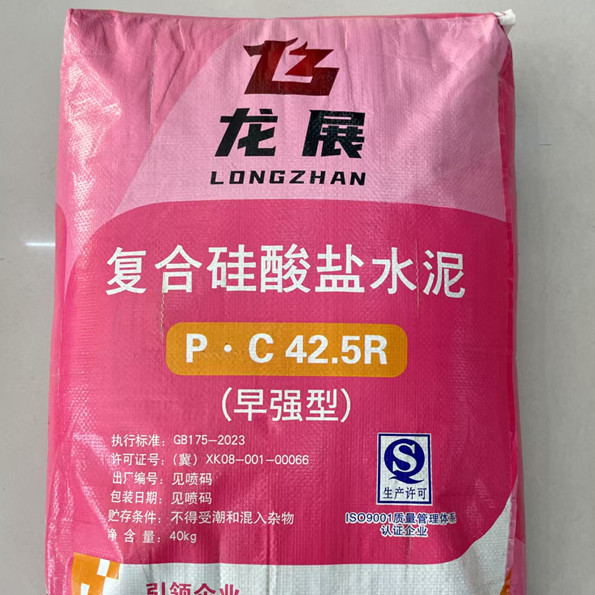 龙展
LONGZHAN
复合硅酸盐水泥
P·C 42.5R
(早强型)
执行标准：GB175-2023
许可证号：(冀) XK08-001-00066
出厂编号：见喷码
包装日期：见喷码
贮存条件：不得受潮和混入杂物
净含量：40kg
生产许可
ISO9001质量管理体系
认证企业
引领企业